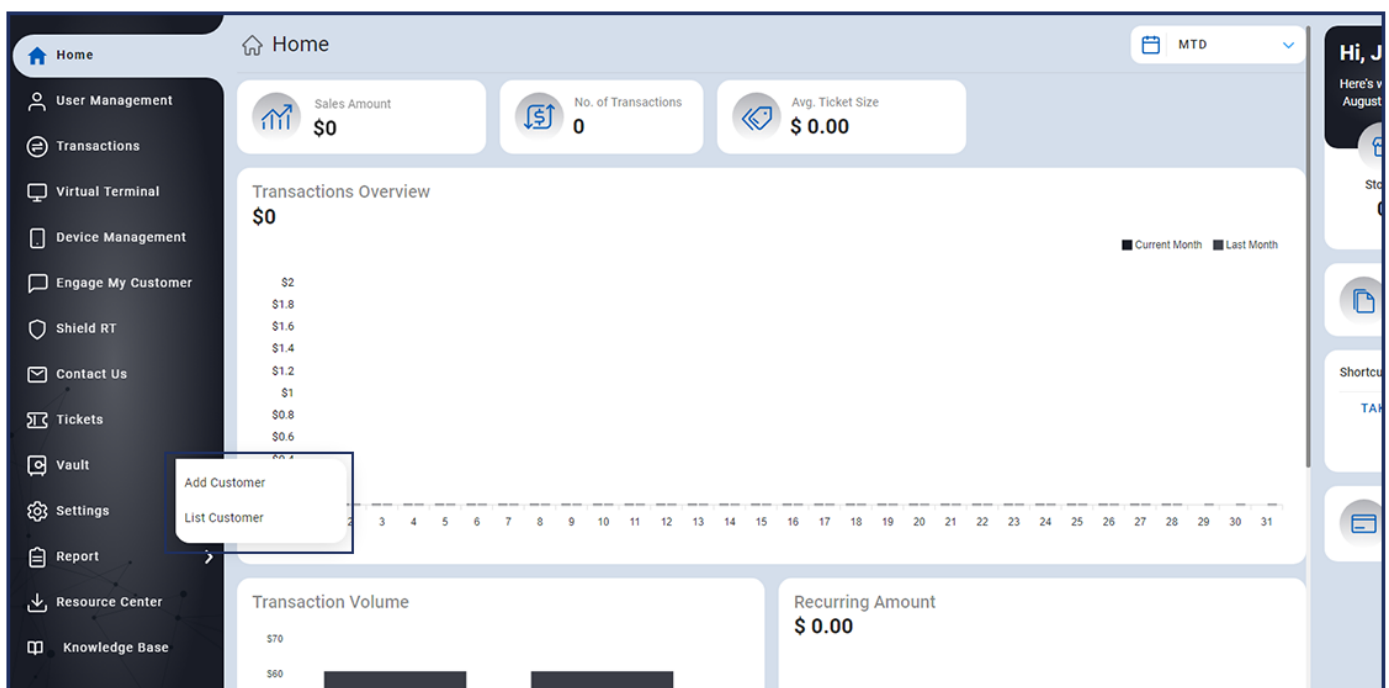 Home
User Management
Transactions
Virtual Terminal
Device Management
Engage My Customer
Shield RT
Contact Us
Tickets
Vault
Settings
Report
Resource Center
Knowledge Base
Add Customer
List Customer
Home
MTD
Sales Amount
$0
No. of Transactions
0
Avg. Ticket Size
$ 0.00
Transactions Overview
$0
Current Month Last Month
$2
$1.8
$1.6
$1.4
$1.2
$1
$0.8
$0.6
2 3 4 5 6 7 8 9 10 11 12 13 14 15 16 17 18 19 20 21 22 23 24 25 26 27 28 29 30 31
Transaction Volume
$70
$60
Recurring Amount
$ 0.00
Hi, J
Here's
August